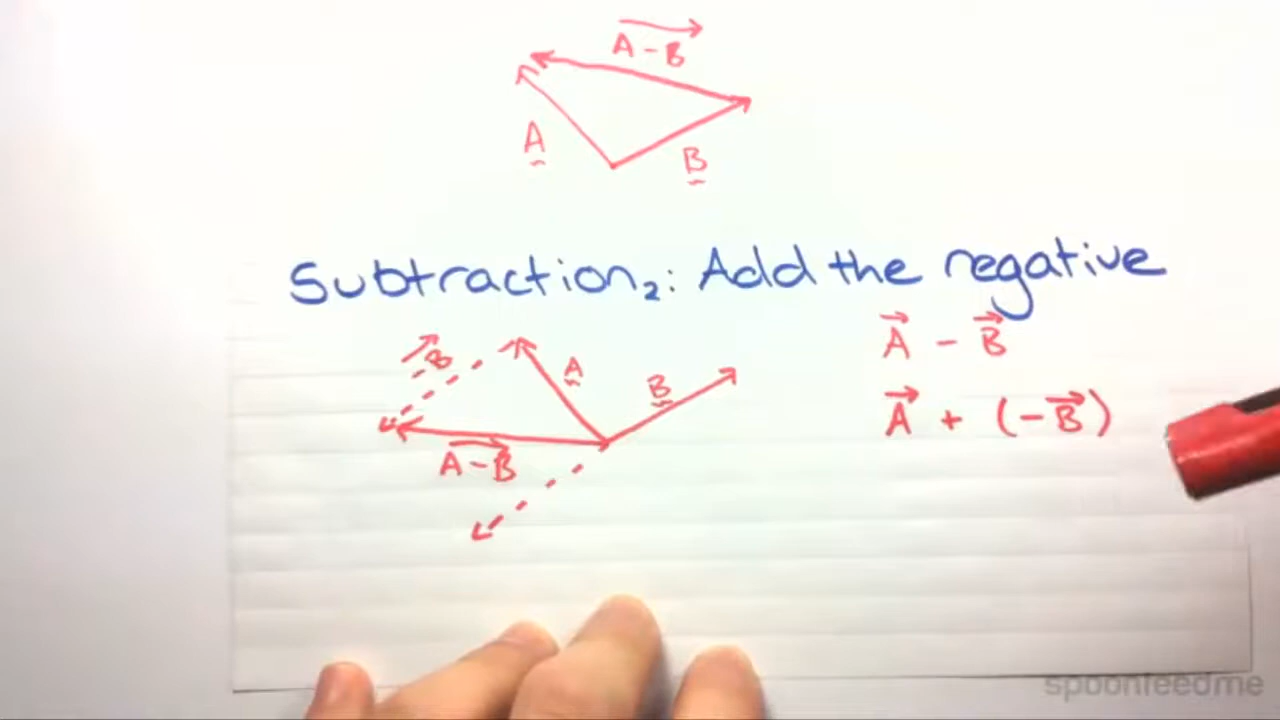 A-B
A
B
Subtraction₂: Add the negative
A - B
-B
A
B
A + (-B)
A-B
spoonfeedme